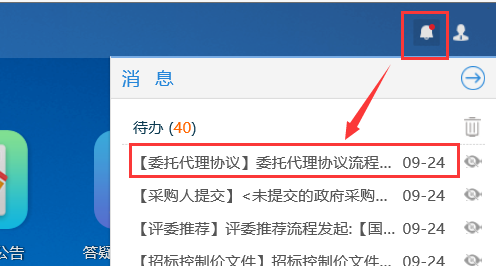 消 息
待办 (40)
【委托代理协议】委托代理协议流程... 09-24
【采购人提交】<未提交的政府采购... 09-24
【评委推荐】评委推荐流程发起:【国... 09-24
【招标控制价文件】招标控制价文件... 09-24
公告
答疑